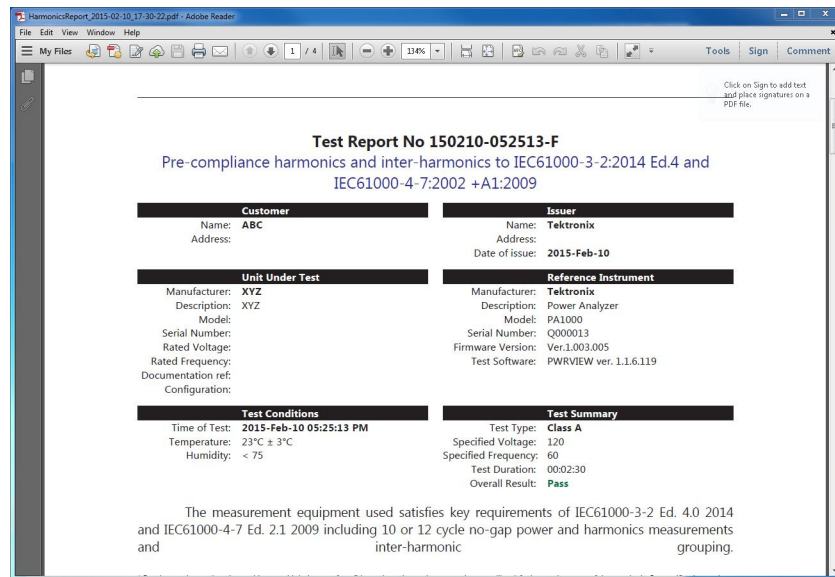 HarmonicsReport_2015-02-10_17-30-22.pdf - Adobe Reader
File Edit View Window Help
My Files 1 / 4 134% Tools Sign Comment
Click on Sign to add text
and place signatures on a
PDF file.
Test Report No 150210-052513-F
Pre-compliance harmonics and inter-harmonics to IEC61000-3-2:2014 Ed.4 and
IEC61000-4-7:2002 +A1:2009
Customer
Name: ABC
Address:
Issuer
Name: Tektronix
Address:
Date of issue: 2015-Feb-10
Unit Under Test
Manufacturer: XYZ
Description: XYZ
Model:
Serial Number:
Rated Voltage:
Rated Frequency:
Documentation ref:
Configuration:
Reference Instrument
Manufacturer: Tektronix
Description: Power Analyzer
Model: PA1000
Serial Number: Q000013
Firmware Version: Ver.1.003.005
Test Software: PWRVIEW ver. 1.1.6.119
Test Conditions
Time of Test: 2015-Feb-10 05:25:13 PM
Temperature: 23°C ± 3°C
Humidity: < 75
Test Summary
Test Type: Class A
Specified Voltage: 120
Specified Frequency: 60
Test Duration: 00:02:30
Overall Result: Pass
The measurement equipment used satisfies key requirements of IEC61000-3-2 Ed. 4.0 2014
and IEC61000-4-7 Ed. 2.1 2009 including 10 or 12 cycle no-gap power and harmonics measurements
and inter-harmonic grouping.